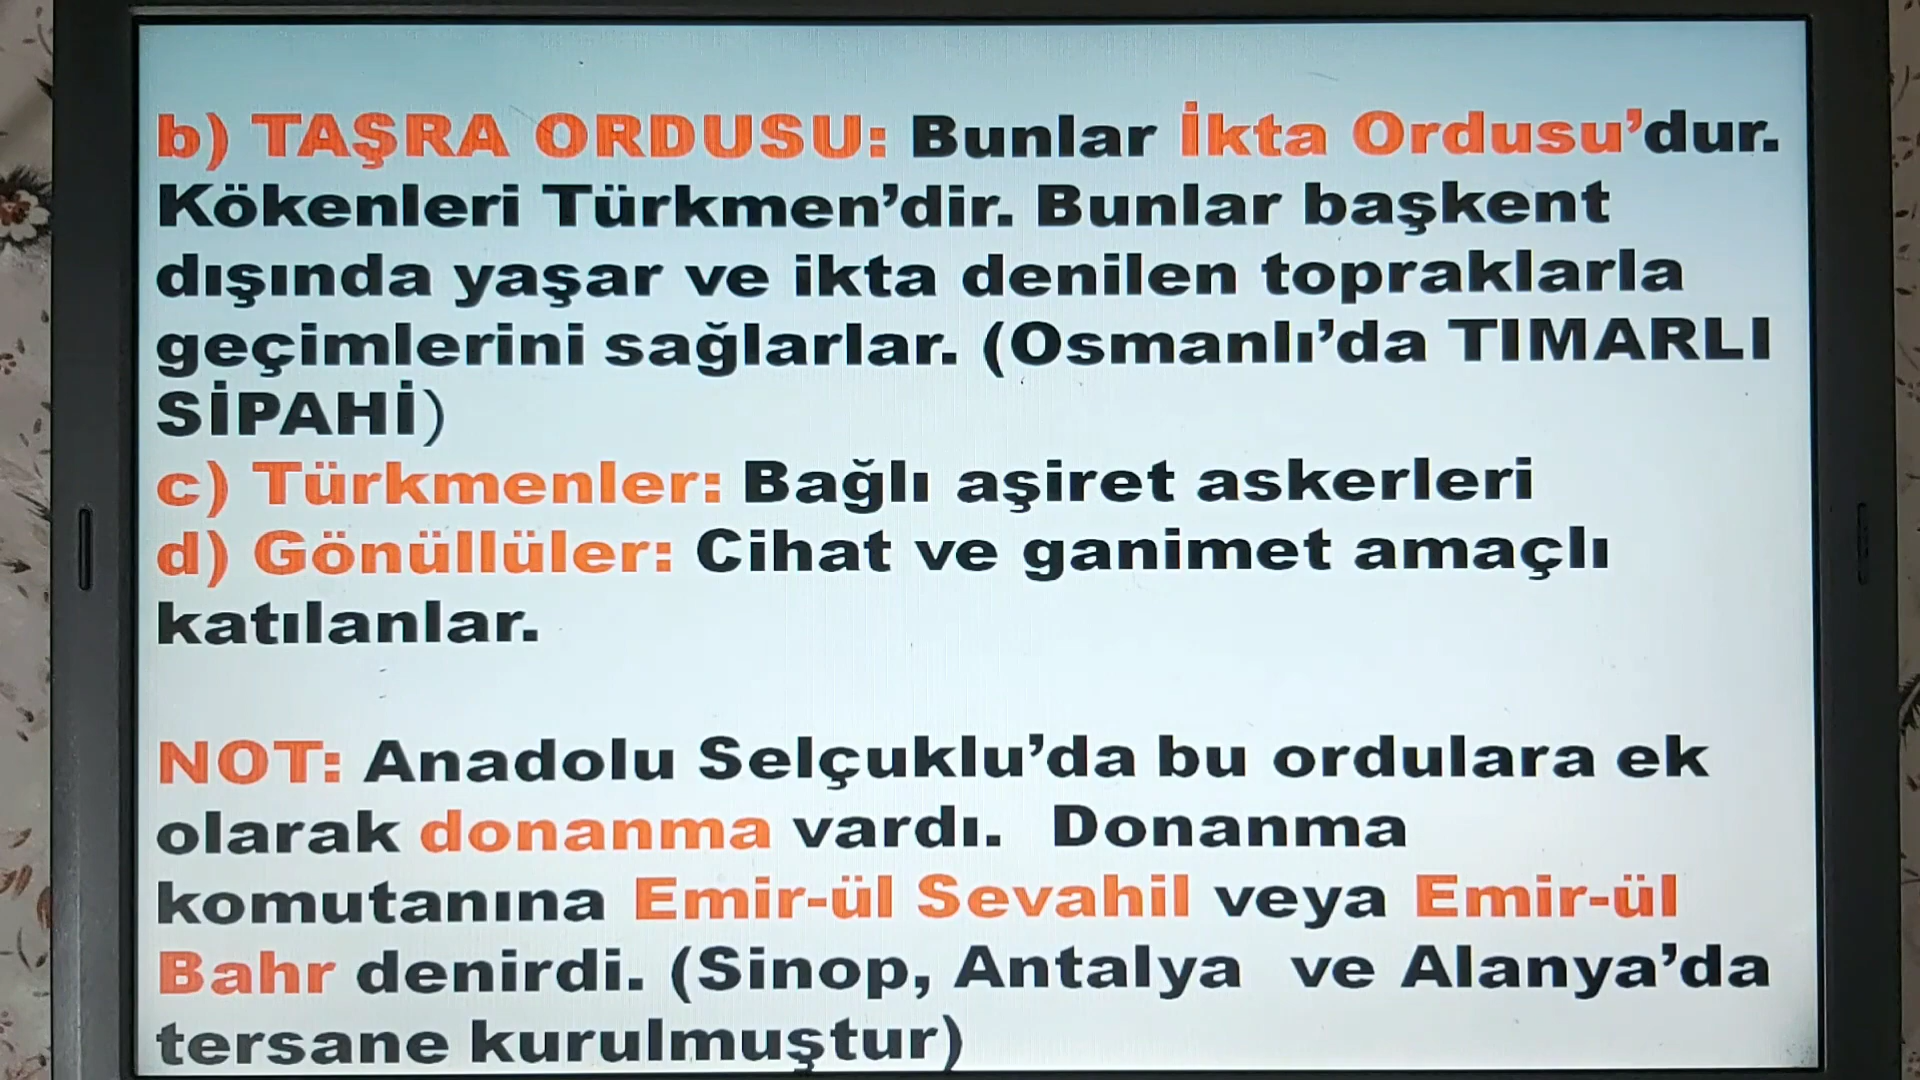 b) TAŞRA ORDUSU: Bunlar İkta Ordusu’dur.
Kökenleri Türkmen’dir. Bunlar başkent
dışında yaşar ve ikta denilen topraklarla
geçimlerini sağlarlar. (Osmanlı’da TIMARLI
SİPAHİ)
c) Türkmenler: Bağlı aşiret askerleri
d) Gönüllüler: Cihat ve ganimet amaçlı
katılanlar.
NOT: Anadolu Selçuklu’da bu ordulara ek
olarak donanma vardı. Donanma
komutanına Emir-ül Sevahil veya Emir-ül
Bahr denirdi. (Sinop, Antalya ve Alanya’da
tersane kurulmuştur)